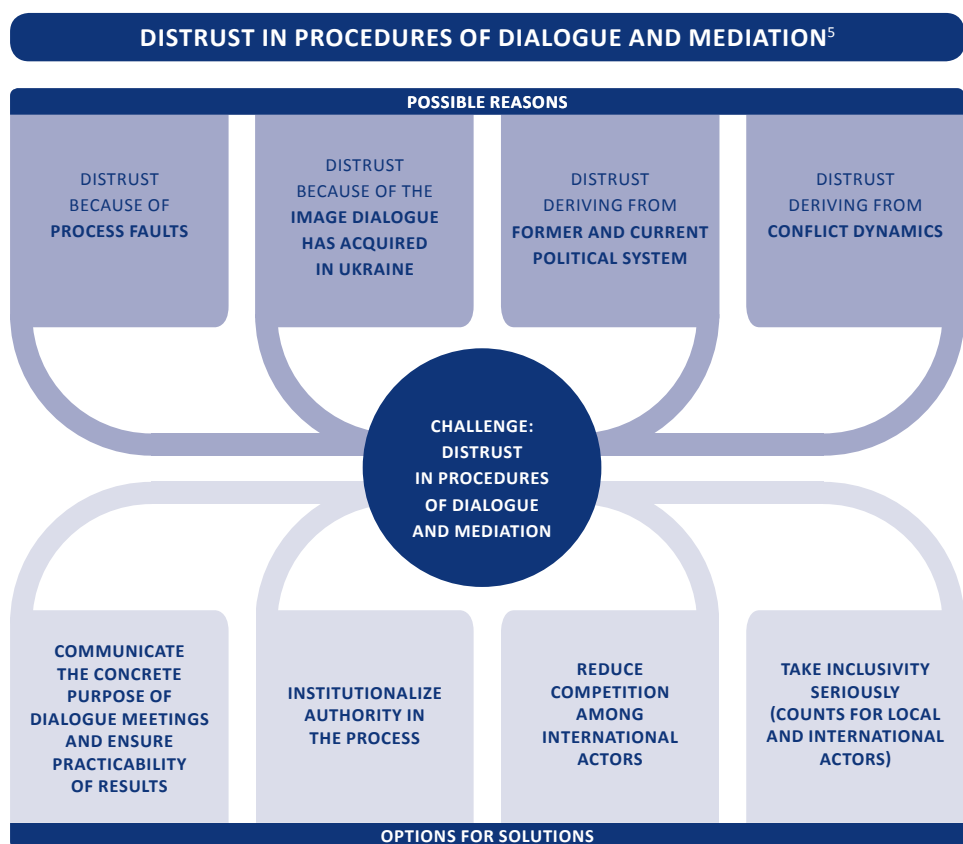 DISTRUST IN PROCEDURES OF DIALOGUE AND MEDIATION⁵
POSSIBLE REASONS
DISTRUST
BECAUSE OF
PROCESS FAULTS
DISTRUST
BECAUSE OF THE
IMAGE DIALOGUE
HAS ACQUIRED
IN UKRAINE
DISTRUST
DERIVING FROM
FORMER AND CURRENT
POLITICAL SYSTEM
DISTRUST
DERIVING FROM
CONFLICT DYNAMICS
CHALLENGE:
DISTRUST
IN PROCEDURES
OF DIALOGUE
AND MEDIATION
COMMUNICATE
THE CONCRETE
PURPOSE OF
DIALOGUE MEETINGS
AND ENSURE
PRACTICABILITY
OF RESULTS
INSTITUTIONALIZE
AUTHORITY IN
THE PROCESS
REDUCE
COMPETITION
AMONG
INTERNATIONAL
ACTORS
TAKE INCLUSIVITY
SERIOUSLY
(COUNTS FOR LOCAL
AND INTERNATIONAL
ACTORS)
OPTIONS FOR SOLUTIONS